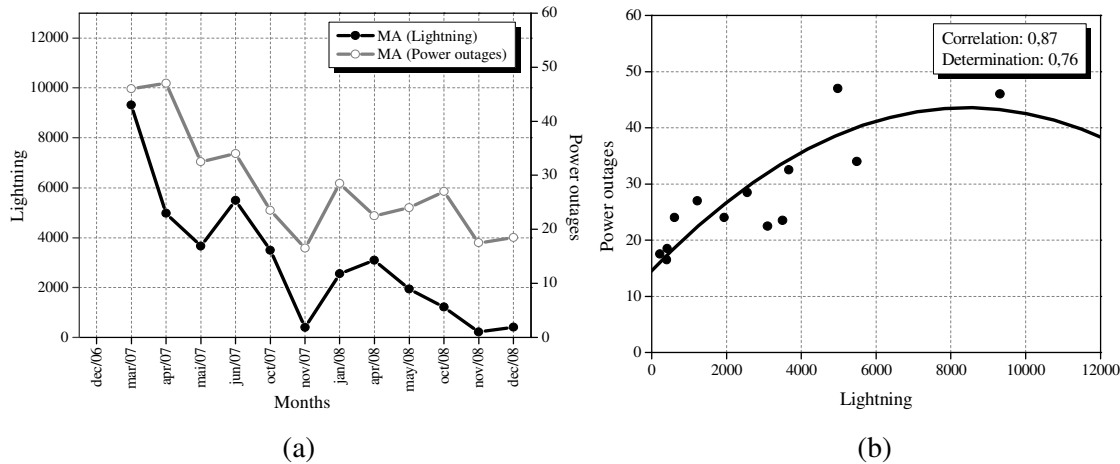 60
12000
10000
8000
6000
4000
2000
0
50
40
30
20
10
0
MA (Lightning)
MA (Power outages)
Lightning
Power outages
dec/06
mar/07
apr/07
mai/07
jun/07
oct/07
nov/07
jan/08
apr/08
may/08
oct/08
nov/08
dec/08
Months
(a)
60
50
40
30
20
10
0
Power outages
Correlation: 0,87
Determination: 0,76
0 2000 4000 6000 8000 10000 12000
Lightning
(b)